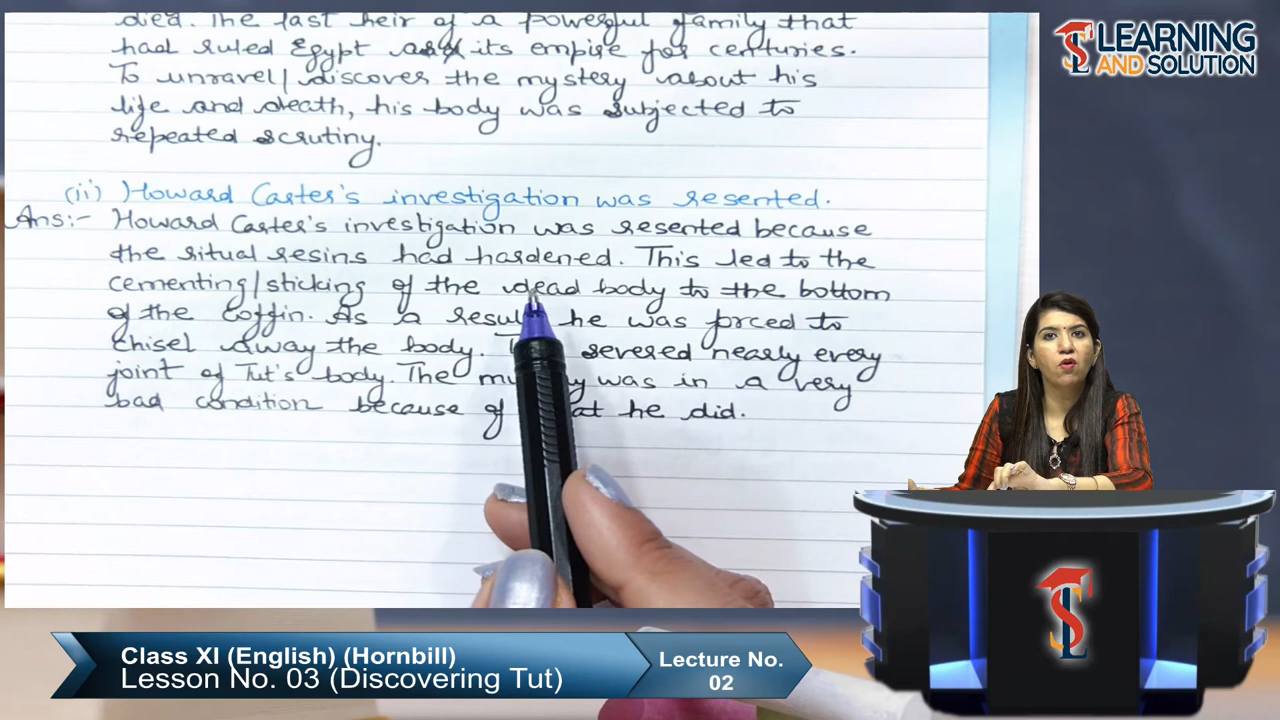 died. The last heir of a powerful family that
had ruled Egypt its empire for centuries.
To unravel/discover the mystery about his
life and death, his body was subjected to
repeated scrutiny.
(ii) Howard Carter's investigation was resented.
Ans:- Howard Carter's investigation was resented because
the ritual resins had hardened. This led to the
cementing/sticking of the dead body to the bottom
of the coffin. As a he was forced to
chisel away the body. severed nearly every
joint of Tut's body. The was in a very
bad condition because of he did.
LEARNING
AND SOLUTION
Class XI (English) (Hornbill)
Lesson No. 03 (Discovering Tut)
Lecture No.
02